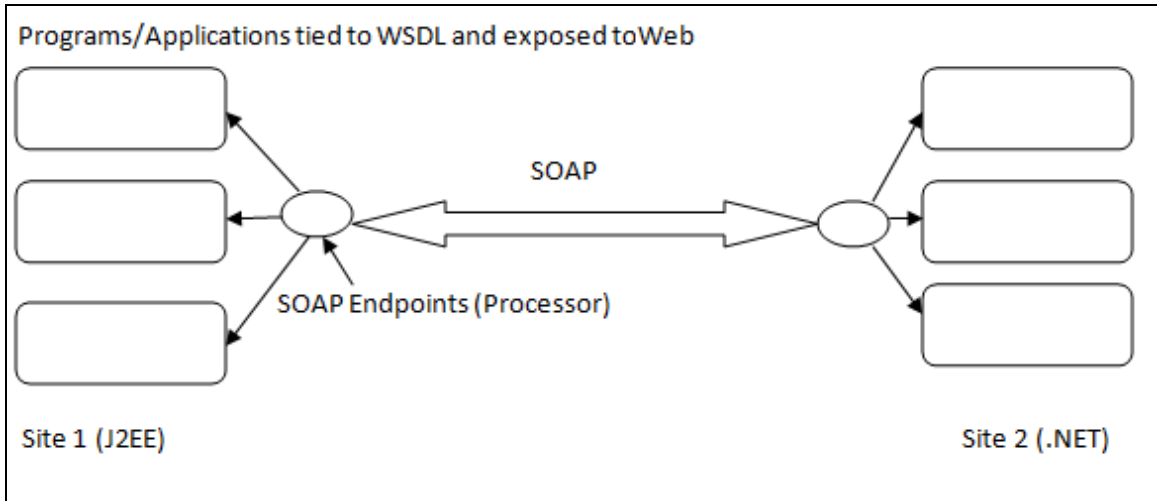 Programs/Applications tied to WSDL and exposed toWeb
SOAP
SOAP Endpoints (Processor)
Site 1 (J2EE)
Site 2 (.NET)